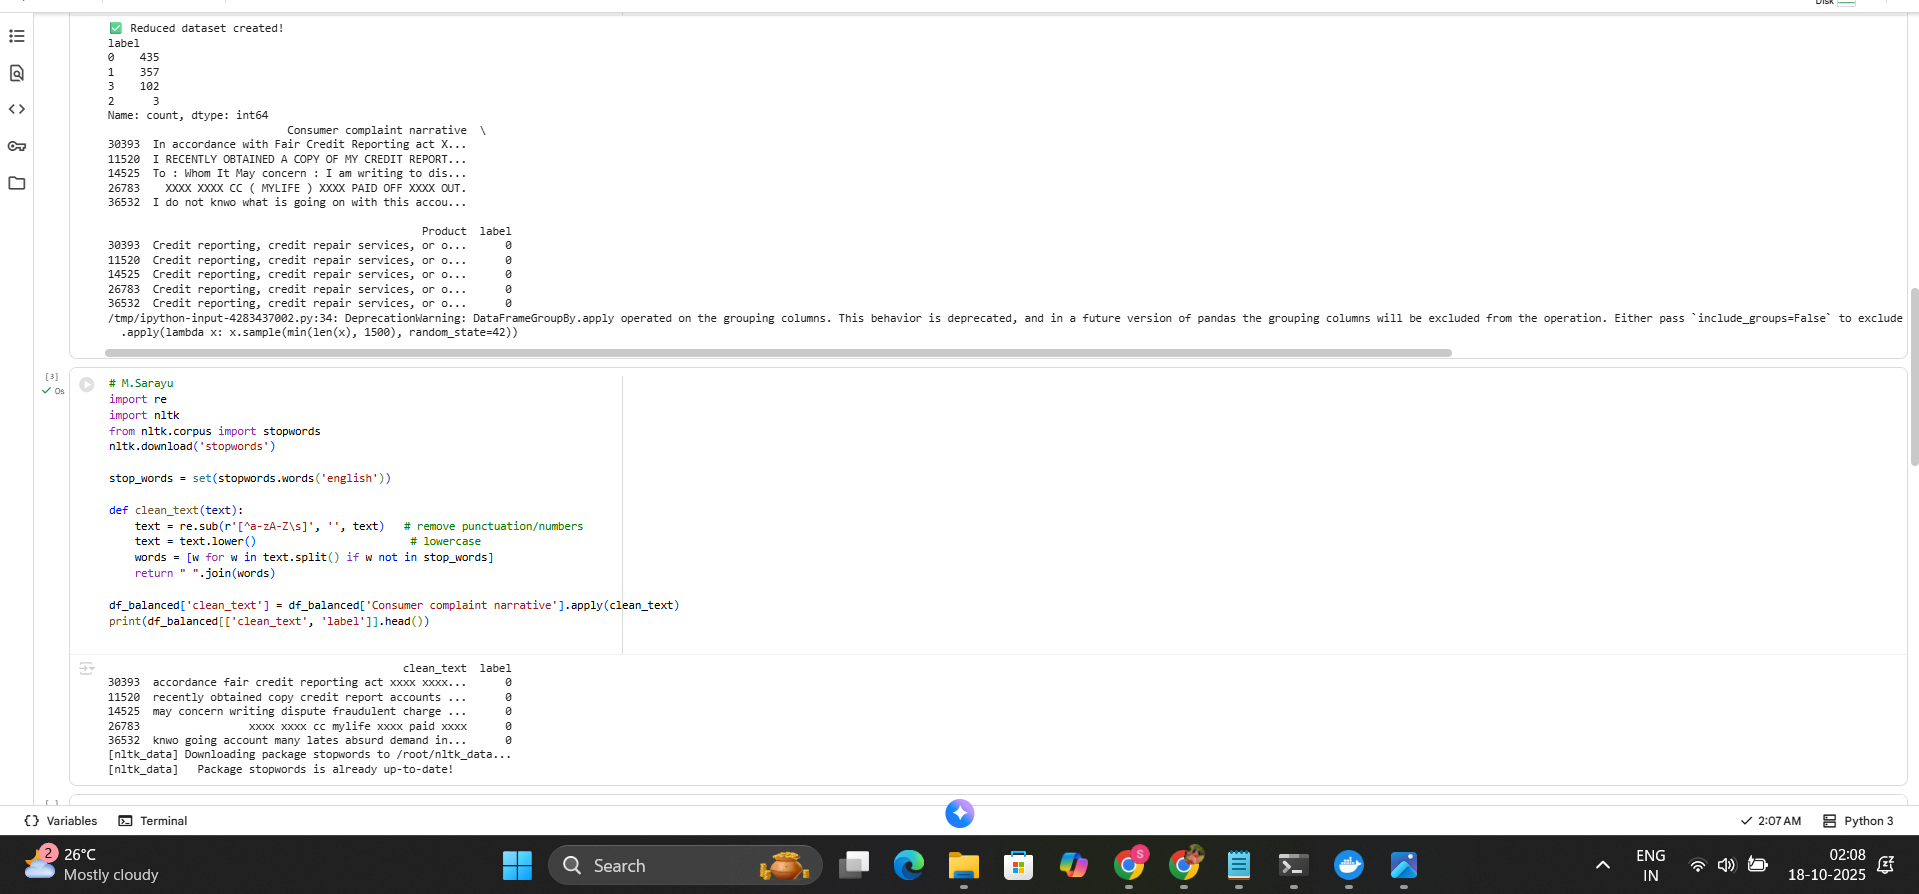 Disk
✅ Reduced dataset created!
label
0    435
1    357
3    102
2      3
Name: count, dtype: int64
Consumer complaint narrative  \
30393  In accordance with Fair Credit Reporting act X...
11520  I RECENTLY OBTAINED A COPY OF MY CREDIT REPORT...
14525  To : Whom It May concern : I am writing to dis...
26783  XXXX XXXX CC ( MYLIFE ) XXXX PAID OFF XXXX OUT.
36532  I do not knwo what is going on with this accou...
Product  label
30393  Credit reporting, credit repair services, or o...      0
11520  Credit reporting, credit repair services, or o...      0
14525  Credit reporting, credit repair services, or o...      0
26783  Credit reporting, credit repair services, or o...      0
36532  Credit reporting, credit repair services, or o...      0
/tmp/ipython-input-4283437002.py:34: DeprecationWarning: DataFrameGroupBy.apply operated on the grouping columns. This behavior is deprecated, and in a future version of pandas the grouping columns will be excluded from the operation. Either pass `include_groups=False` to exclude
.apply(lambda x: x.sample(min(len(x), 1500), random_state=42))
[3]
0s
# M.Sarayu
import re
import nltk
from nltk.corpus import stopwords
nltk.download('stopwords')
stop_words = set(stopwords.words('english'))
def clean_text(text):
    text = re.sub(r'[^a-zA-Z\s]', '', text)   # remove punctuation/numbers
    text = text.lower()                        # lowercase
    words = [w for w in text.split() if w not in stop_words]
    return " ".join(words)
df_balanced['clean_text'] = df_balanced['Consumer complaint narrative'].apply(clean_text)
print(df_balanced[['clean_text', 'label']].head())
clean_text  label
30393  accordance fair credit reporting act xxxx xxxx...      0
11520  recently obtained copy credit report accounts ...      0
14525  may concern writing dispute fraudulent charge ...      0
26783  xxxx xxxx cc mylife xxxx paid xxxx      0
36532  knwo going account many lates absurd demand in...      0
[nltk_data] Downloading package stopwords to /root/nltk_data...
[nltk_data]   Package stopwords is already up-to-date!
[ ]
Variables  Terminal  2:07 AM  Python 3
2  26°C
Mostly cloudy
Search
S
ENG
IN
02:08
18-10-2025